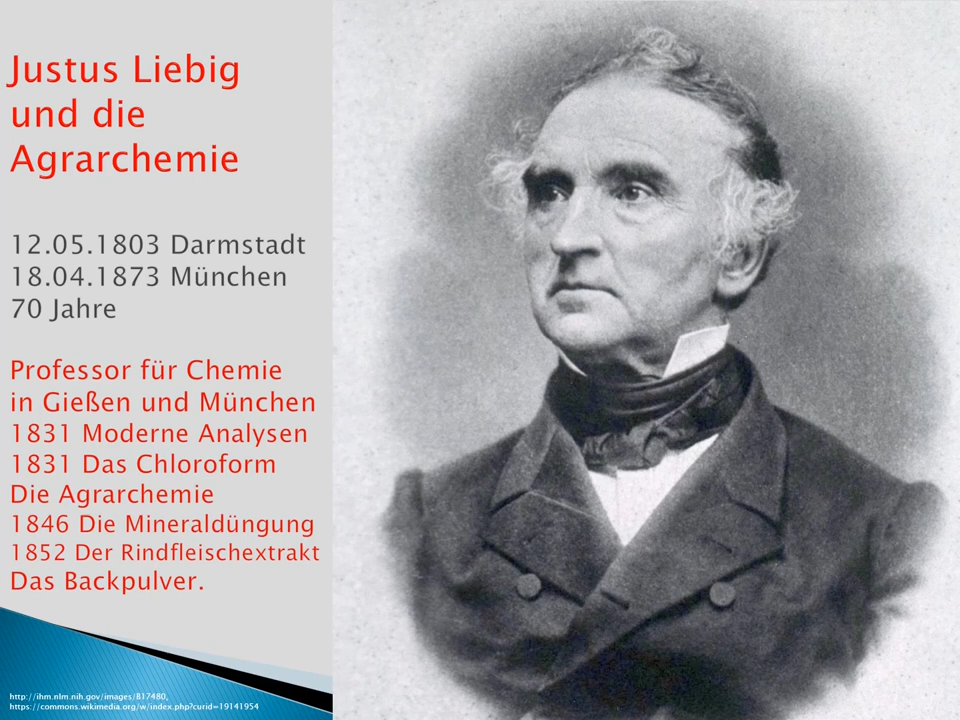 Justus Liebig
und die
Agrarchemie
12.05.1803 Darmstadt
18.04.1873 München
70 Jahre
Professor für Chemie
in Gießen und München
1831 Moderne Analysen
1831 Das Chloroform
Die Agrarchemie
1846 Die Mineraldüngung
1852 Der Rindfleischextrakt
Das Backpulver.
http://ihm.nlm.nih.gov/images/B17480,
https://commons.wikimedia.org/w/index.php?curid=19141954